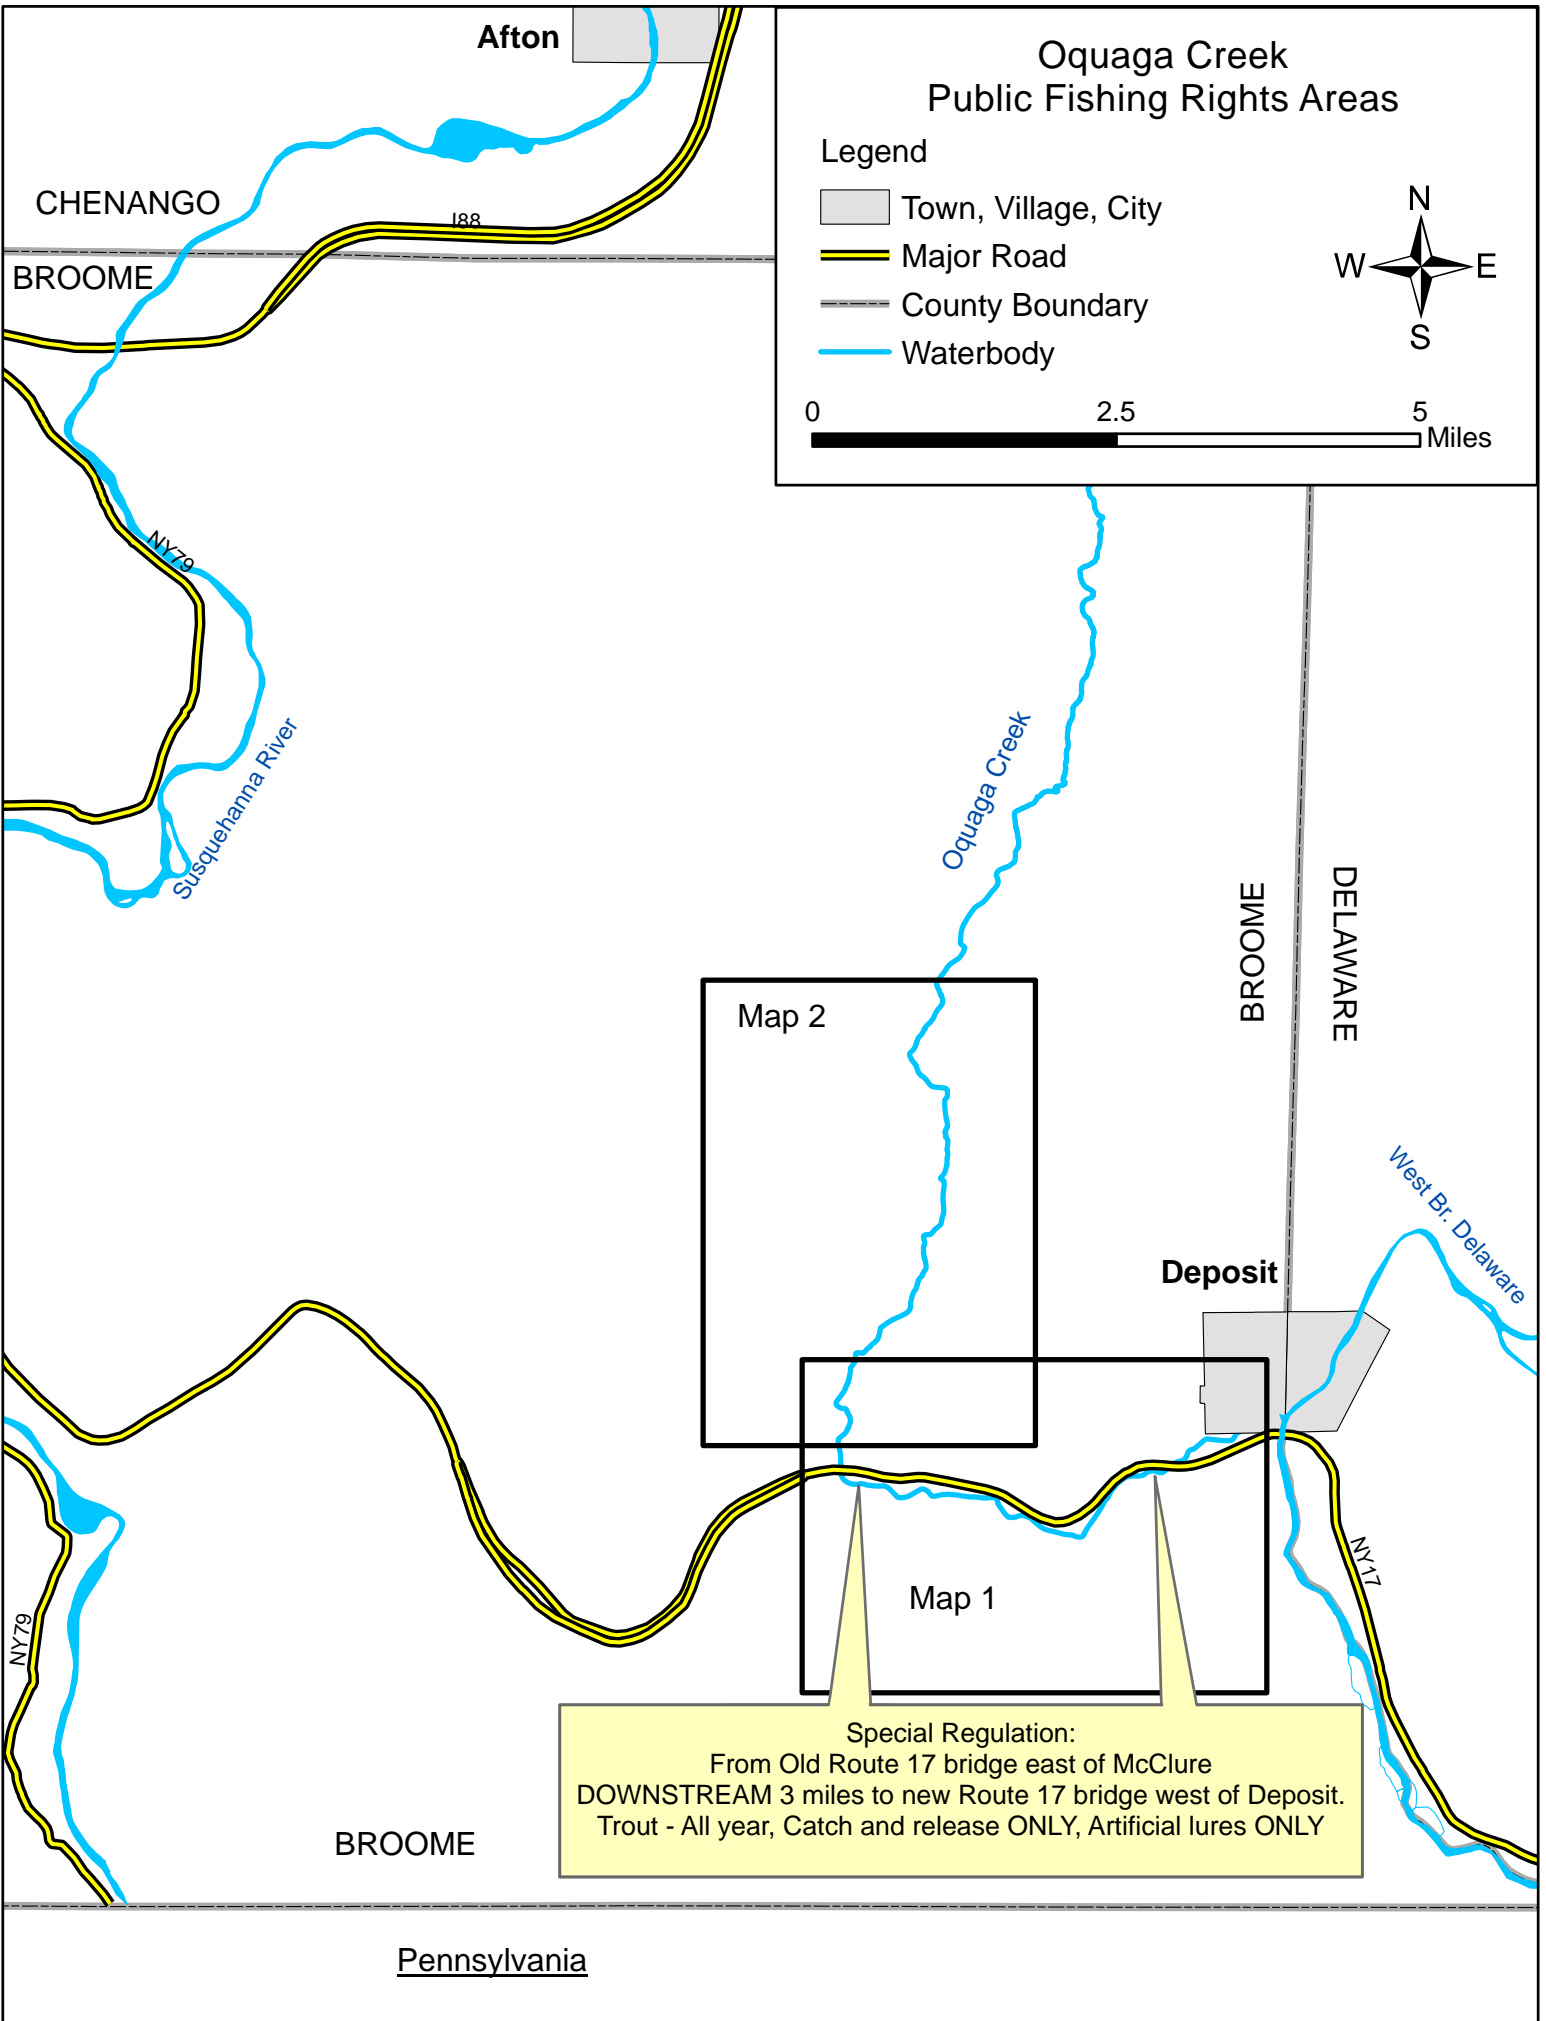 Afton
Oquaga Creek
Public Fishing Rights Areas
Legend
Town, Village, City
Major Road
County Boundary
Waterbody
N
W
E
S
0
2.5
5
Miles
CHENANGO
BROOME
I88
NY79
Susquehanna River
Oquaga Creek
BROOME
DELAWARE
Map 2
West Br. Delaware
Deposit
Map 1
NY17
NY79
Special Regulation:
From Old Route 17 bridge east of McClure
DOWNSTREAM 3 miles to new Route 17 bridge west of Deposit.
Trout - All year, Catch and release ONLY, Artificial lures ONLY
BROOME
Pennsylvania